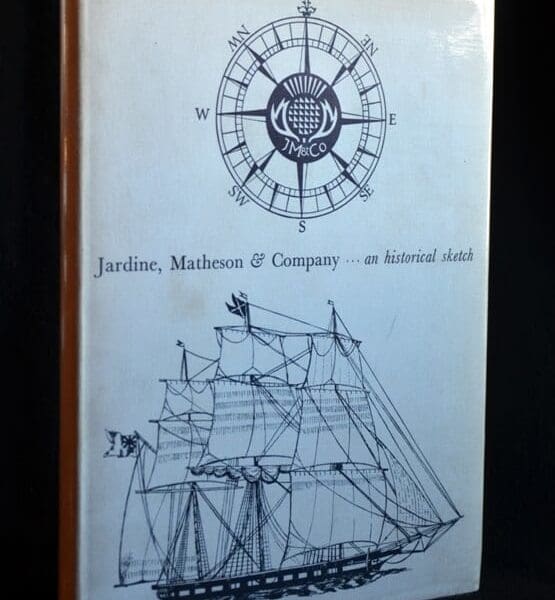 NW
NE
W
E
JM&Co
SW
SE
S
Jardine, Matheson & Company ... an historical sketch